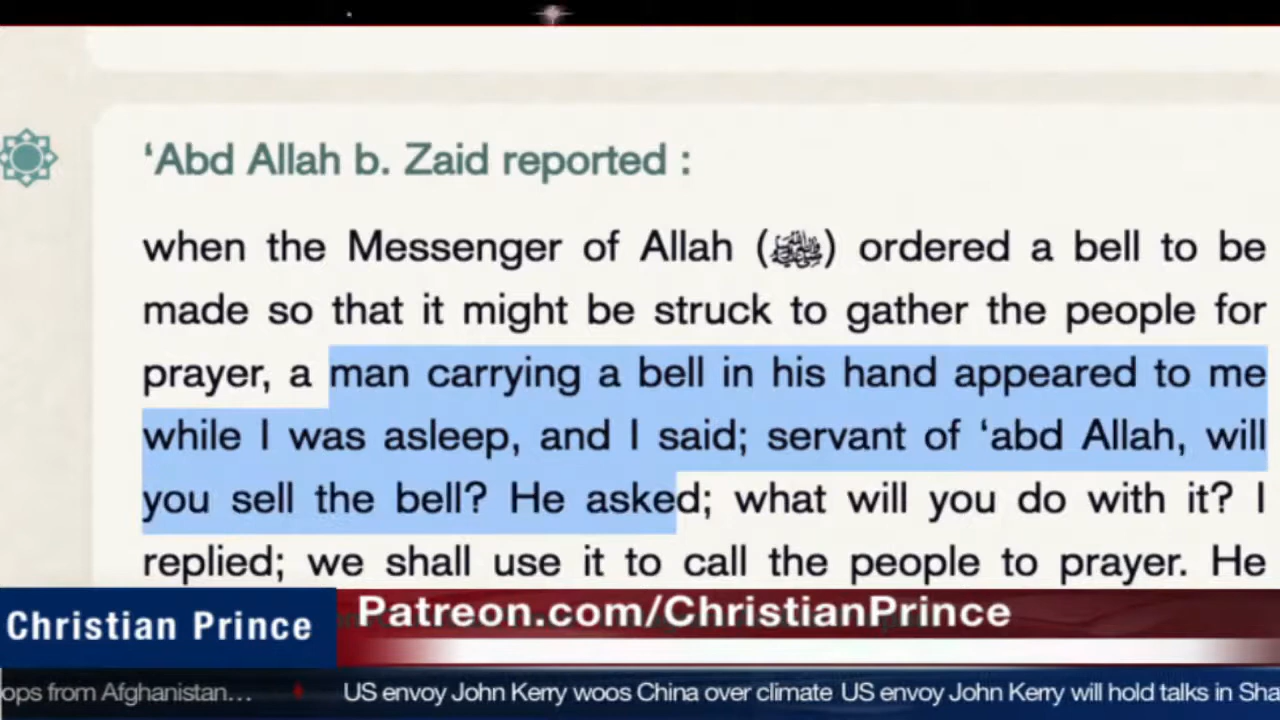 ‘Abd Allah b. Zaid reported :
when the Messenger of Allah (ﷺ) ordered a bell to be
made so that it might be struck to gather the people for
prayer, a man carrying a bell in his hand appeared to me
while I was asleep, and I said; servant of ‘abd Allah, will
you sell the bell? He asked; what will you do with it? I
replied; we shall use it to call the people to prayer. He
Christian Prince
Patreon.com/ChristianPrince
ops from Afghanistan... US envoy John Kerry woos China over climate US envoy John Kerry will hold talks in Sha